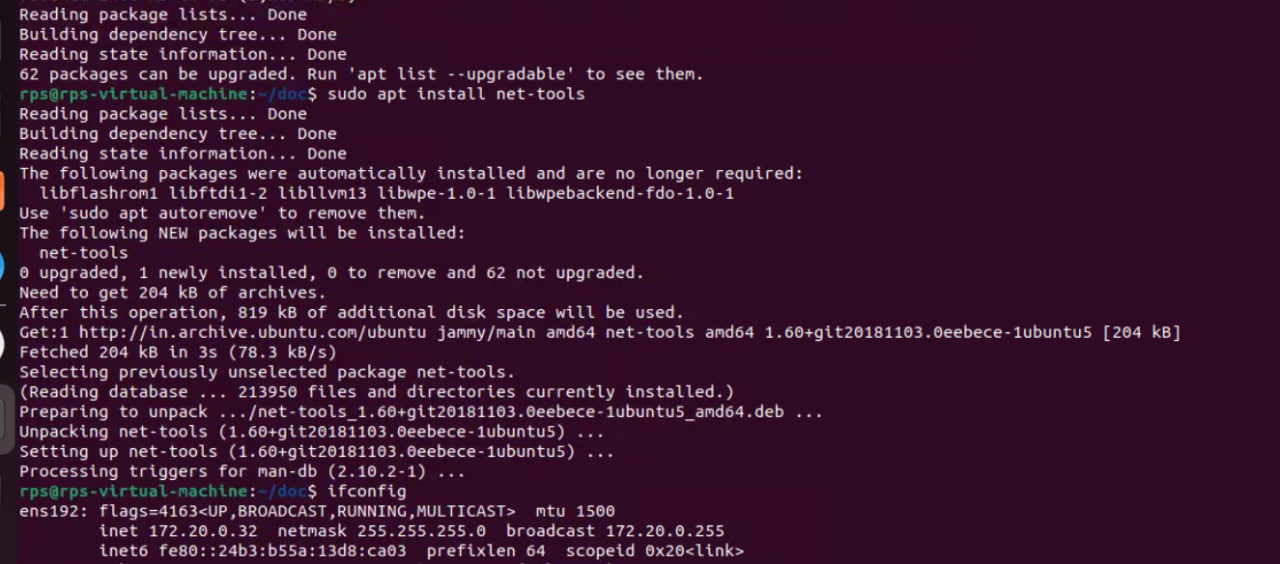 Reading package lists... Done
Building dependency tree... Done
Reading state information... Done
62 packages can be upgraded. Run 'apt list --upgradable' to see them.
rps@rps-virtual-machine:~/doc$ sudo apt install net-tools
Reading package lists... Done
Building dependency tree... Done
Reading state information... Done
The following packages were automatically installed and are no longer required:
  libflashrom1 libftdi1-2 libllvm13 libwpe-1.0-1 libwpebackend-fdo-1.0-1
Use 'sudo apt autoremove' to remove them.
The following NEW packages will be installed:
  net-tools
0 upgraded, 1 newly installed, 0 to remove and 62 not upgraded.
Need to get 204 kB of archives.
After this operation, 819 kB of additional disk space will be used.
Get:1 http://in.archive.ubuntu.com/ubuntu jammy/main amd64 net-tools amd64 1.60+git20181103.0eebece-1ubuntu5 [204 kB]
Fetched 204 kB in 3s (78.3 kB/s)
Selecting previously unselected package net-tools.
(Reading database ... 213950 files and directories currently installed.)
Preparing to unpack .../net-tools_1.60+git20181103.0eebece-1ubuntu5_amd64.deb ...
Unpacking net-tools (1.60+git20181103.0eebece-1ubuntu5) ...
Setting up net-tools (1.60+git20181103.0eebece-1ubuntu5) ...
Processing triggers for man-db (2.10.2-1) ...
rps@rps-virtual-machine:~/doc$ ifconfig
ens192: flags=4163<UP,BROADCAST,RUNNING,MULTICAST>  mtu 1500
        inet 172.20.0.32  netmask 255.255.255.0  broadcast 172.20.0.255
        inet6 fe80::24b3:b55a:13d8:ca03  prefixlen 64  scopeid 0x20<link>